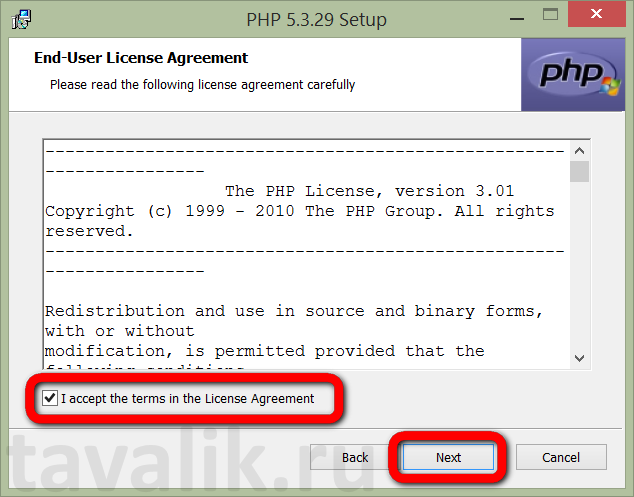 PHP 5.3.29 Setup
End-User License Agreement
Please read the following license agreement carefully
php
--------------------------------------------------
----------------
The PHP License, version 3.01
Copyright (c) 1999 - 2010 The PHP Group. All rights
reserved.
--------------------------------------------------
----------------
Redistribution and use in source and binary forms,
with or without
modification, is permitted provided that the
following conditions
I accept the terms in the License Agreement
Back
Next
Cancel
tavalik.ru